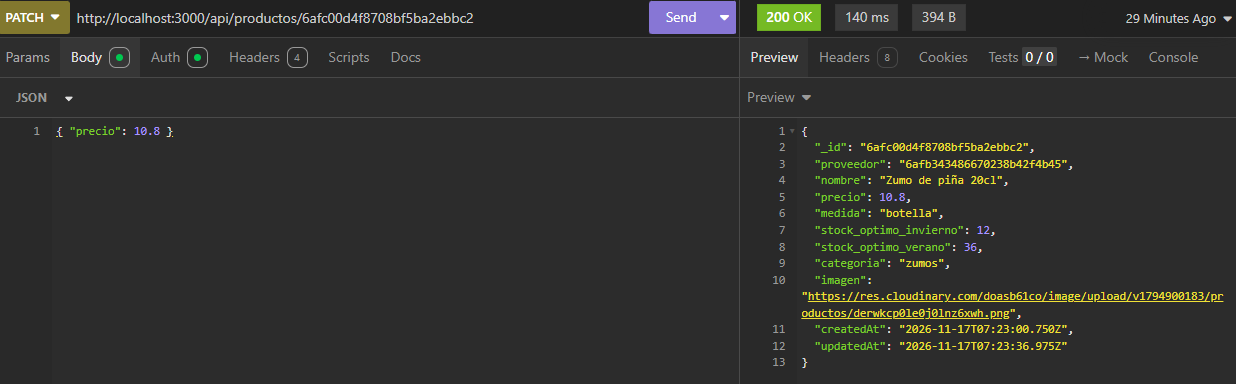 PATCH http://localhost:3000/api/productos/6afc00d4f8708bf5ba2ebbc2 Send 200 OK 140 ms 394 B 29 Minutes Ago
Params Body Auth Headers 4 Scripts Docs Preview Headers 8 Cookies Tests 0 / 0 → Mock Console
JSON Preview
1 { "precio": 10.8 }
1 {
2 "_id": "6afc00d4f8708bf5ba2ebbc2",
3 "proveedor": "6afb343486670238b42f4b45",
4 "nombre": "Zumo de piña 20cl",
5 "precio": 10.8,
6 "medida": "botella",
7 "stock_optimo_invierno": 12,
8 "stock_optimo_verano": 36,
9 "categoria": "zumos",
10 "imagen":
"https://res.cloudinary.com/doasb61co/image/upload/v1794900183/pr
oductos/derwkcp0le0j0lnz6xwh.png",
11 "createdAt": "2026-11-17T07:23:00.750Z",
12 "updatedAt": "2026-11-17T07:23:36.975Z"
13 }